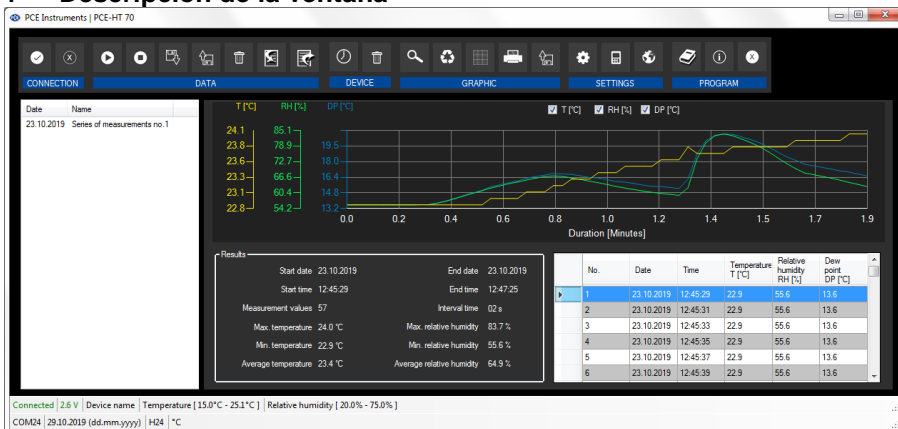 Descripción de la ventana
PCE Instruments | PCE-HT 70
CONNECTION DATA DEVICE GRAPHIC SETTINGS PROGRAM
Date Name
23.10.2019 Series of measurements no.1
T [°C] RH [%] DP [°C]
T [°C] RH [%] DP [°C]
24.1 85.1
23.8 78.9 19.5
23.6 72.7 18.0
23.3 66.6 16.4
23.1 60.4 14.8
22.8 54.2 13.2
0.0 0.2 0.4 0.6 0.8 1.0 1.2 1.4 1.5 1.7 1.9
Duration [Minutes]
Results
Start date 23.10.2019 End date 23.10.2019
Start time 12:45:29 End time 12:47:25
Measurement values 57 Interval time 02 s
Max. temperature 24.0 °C Max. relative humidity 83.7 %
Min. temperature 22.9 °C Min. relative humidity 55.6 %
Average temperature 23.4 °C Average relative humidity 64.9 %
No. Date Time Temperature T [°C] Relative humidity RH [%] Dew point DP [°C]
1 23.10.2019 12:45:29 22.9 55.6 13.6
2 23.10.2019 12:45:31 22.9 55.6 13.6
3 23.10.2019 12:45:33 22.9 55.6 13.6
4 23.10.2019 12:45:35 22.9 55.6 13.6
5 23.10.2019 12:45:37 22.9 55.6 13.6
6 23.10.2019 12:45:39 22.9 55.6 13.6
Connected 2.6 V Device name Temperature [ 15.0°C - 25.1°C ] Relative humidity [ 20.0% - 75.0% ]
COM24 29.10.2019 (dd.mm.yyyy) H24 °C